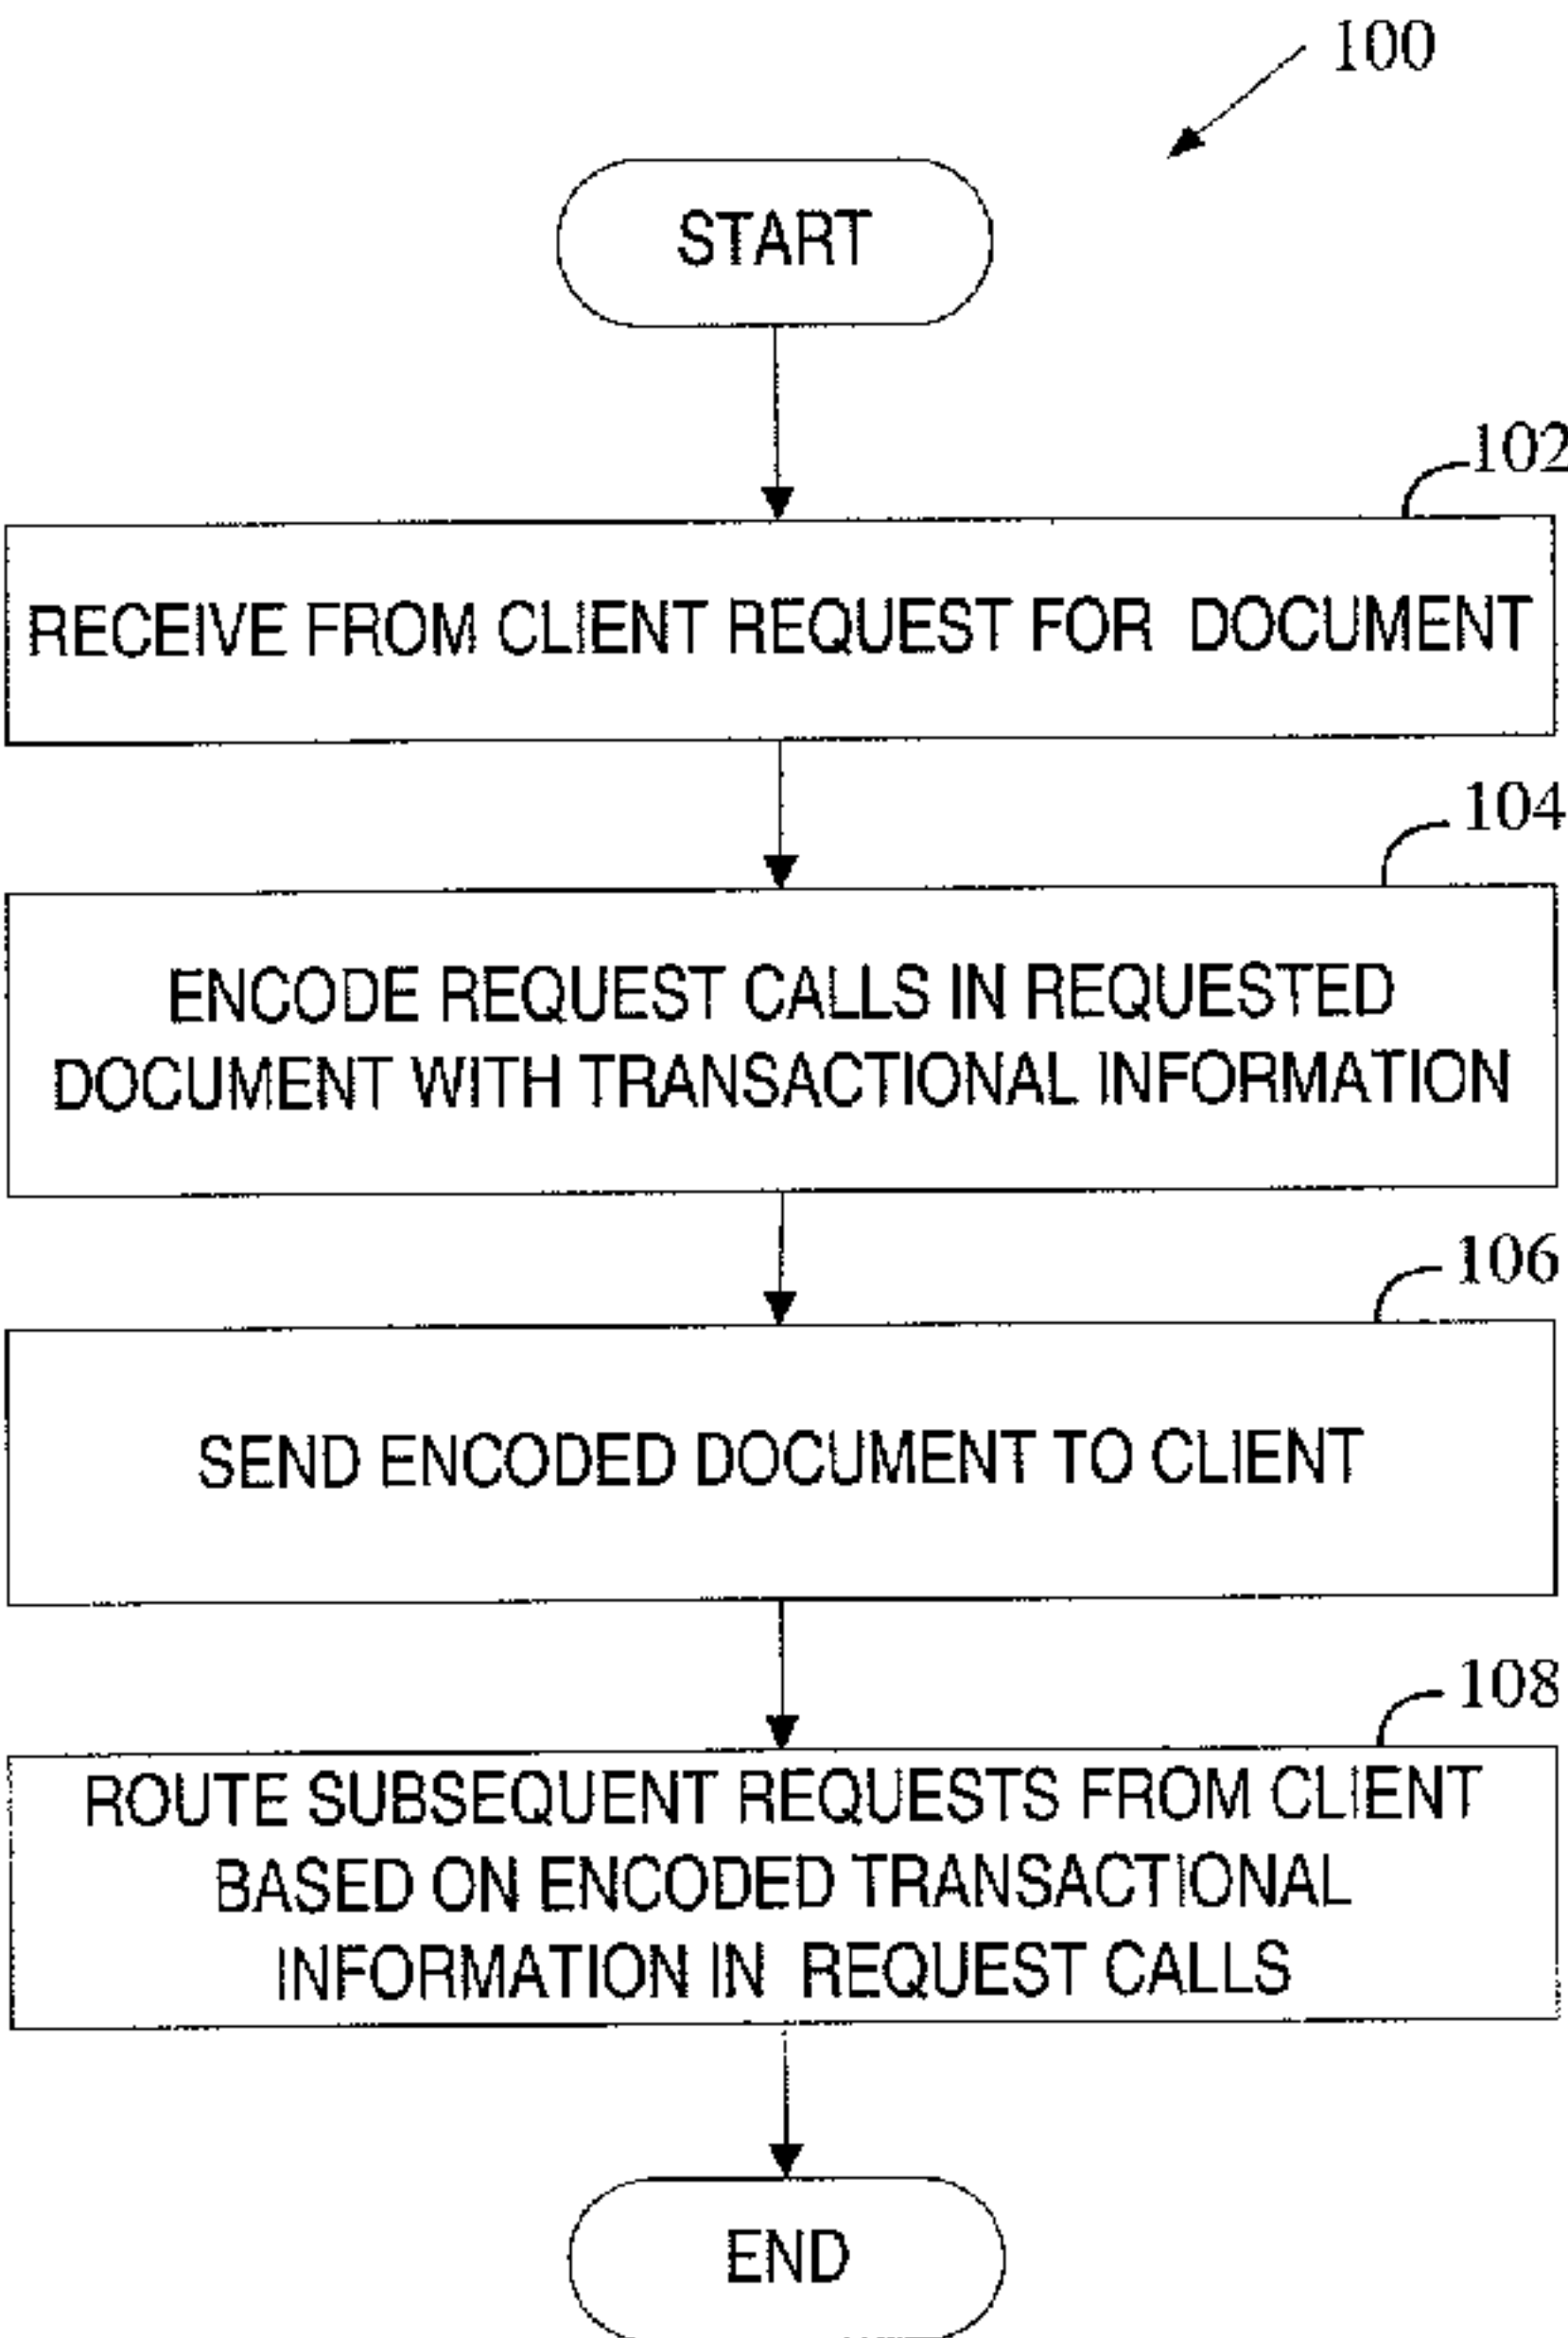 100
START
102
RECEIVE FROM CLIENT REQUEST FOR DOCUMENT
104
ENCODE REQUEST CALLS IN REQUESTED
DOCUMENT WITH TRANSACTIONAL INFORMATION
106
SEND ENCODED DOCUMENT TO CLIENT
108
ROUTE SUBSEQUENT REQUESTS FROM CLIENT
BASED ON ENCODED TRANSACTIONAL
INFORMATION IN REQUEST CALLS
END